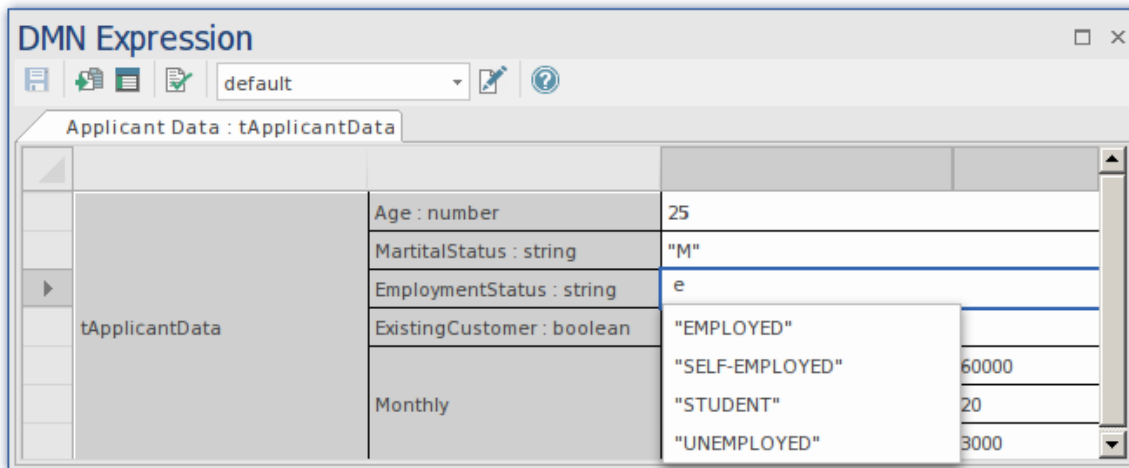 DMN Expression
default
Applicant Data : tApplicantData
Age : number 25
MartitalStatus : string "M"
EmploymentStatus : string e
tApplicantData ExistingCustomer : boolean "EMPLOYED"
"SELF-EMPLOYED" 60000
Monthly "STUDENT" 20
"UNEMPLOYED" 3000